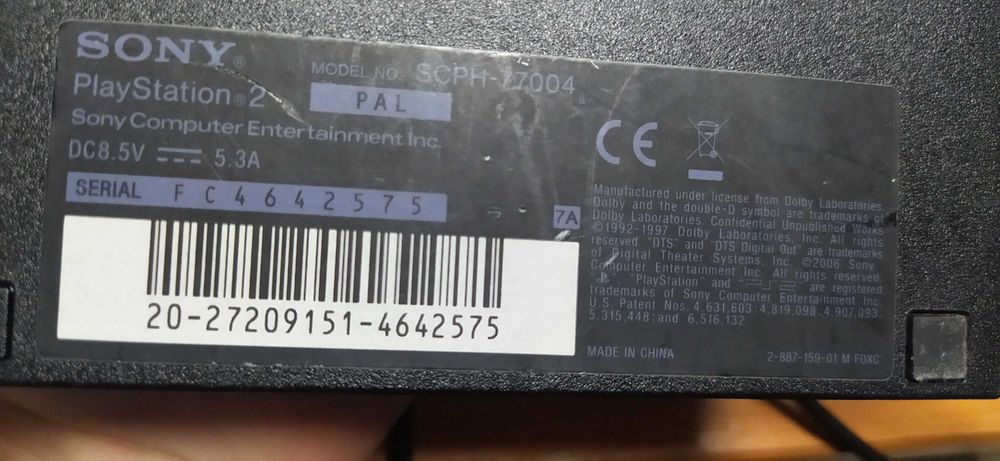 SONY®
MODEL NO. SCPH-77004 a
PlayStation®2
PAL
Sony Computer Entertainment Inc.
DC8.5V 5.3A
SERIAL FC4642575
7A
20-27209151-4642575
CE
Manufactured under license from Dolby Laboratories.
Dolby and the double-D symbol are trademarks of
Dolby Laboratories. Confidential Unpublished Works
©1992-1997 Dolby Laboratories, Inc. All rights
reserved "DTS" and "DTS Digital Out" are trademarks
of Digital Theater Systems, Inc. ©2006 Sony
Computer Entertainment Inc. All rights reserved.
"PlayStation" and "PS2" are registered
trademarks of Sony Computer Entertainment Inc.
U.S. Patent Nos. 4,631,603; 4,819,098; 4,907,093;
5,315,448; and 6,516,132
MADE IN CHINA
2-887-159-01 M FOXC